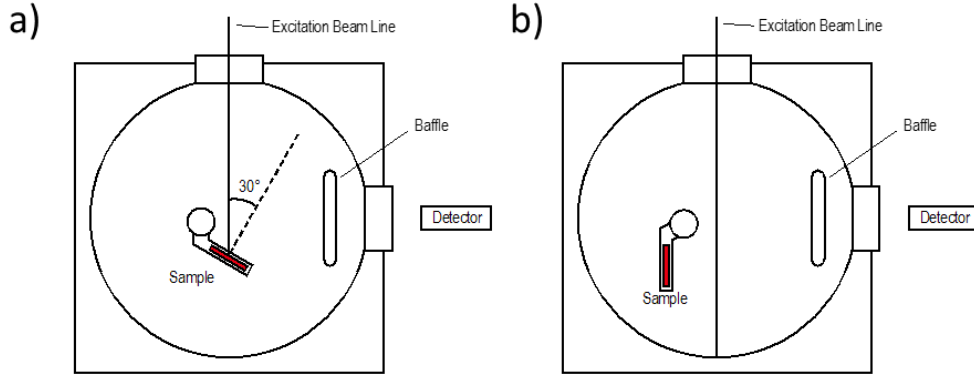 a)
Excitation Beam Line
Baffle
30°
Detector
Sample
b)
Excitation Beam Line
Baffle
Detector
Sample